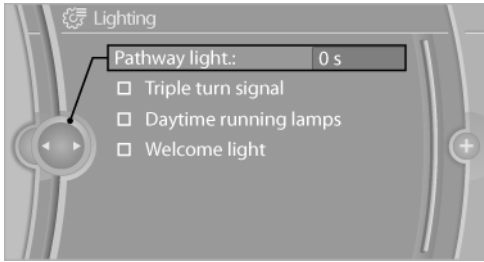 Lighting
Pathway light.: 0 s
Triple turn signal
Daytime running lamps
Welcome light